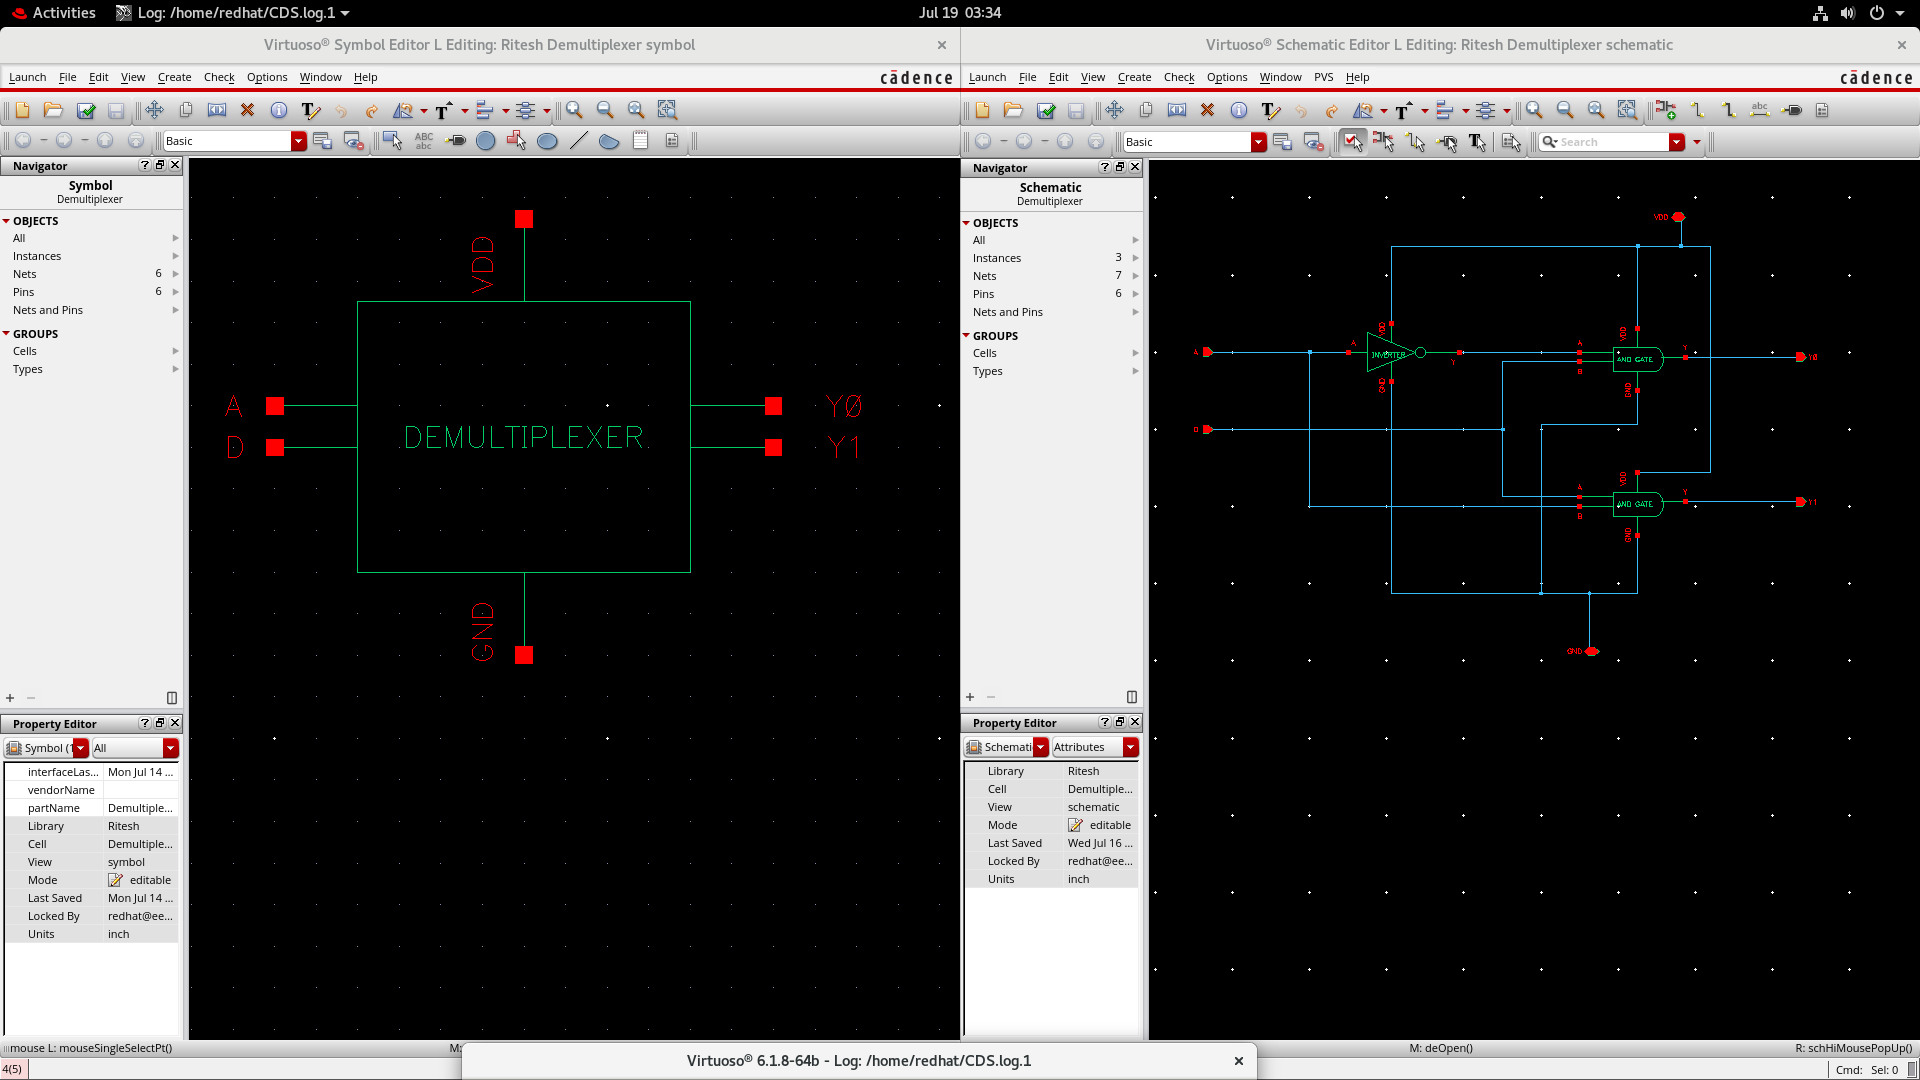 Activities
Log: /home/redhat/CDS.log.1
Jul 19 03:34
Virtuoso® Symbol Editor L Editing: Ritesh Demultiplexer symbol
Launch File Edit View Create Check Options Window Help
cādence
Basic
Navigator
Symbol
Demultiplexer
OBJECTS
All
Instances
Nets 6
Pins 6
Nets and Pins
GROUPS
Cells
Types
Property Editor
Symbol (1 All
interfaceLas... Mon Jul 14 ...
vendorName
partName Demultiple...
Library Ritesh
Cell Demultiple...
View symbol
Mode editable
Last Saved Mon Jul 14 ...
Locked By redhat@ee...
Units inch
VDD
A
D
DEMULTIPLEXER
Y0
Y1
GND
mouse L: mouseSingleSelectPt()
M:
4(5)
Virtuoso® Schematic Editor L Editing: Ritesh Demultiplexer schematic
Launch File Edit View Create Check Options Window PVS Help
cādence
Basic
Search
Navigator
Schematic
Demultiplexer
OBJECTS
All
Instances 3
Nets 7
Pins 6
Nets and Pins
GROUPS
Cells
Types
Property Editor
Schemati Attributes
Library Ritesh
Cell Demultiple...
View schematic
Mode editable
Last Saved Wed Jul 16 ...
Locked By redhat@ee...
Units inch
VDD
A
A
VDD
INVERTER
GND
Y
A
B
VDD
AND GATE
GND
Y
Y0
D
A
B
VDD
AND GATE
GND
Y
Y1
GND
M: deOpen()
R: schHiMousePopUp()
Cmd: Sel: 0
Virtuoso® 6.1.8-64b - Log: /home/redhat/CDS.log.1